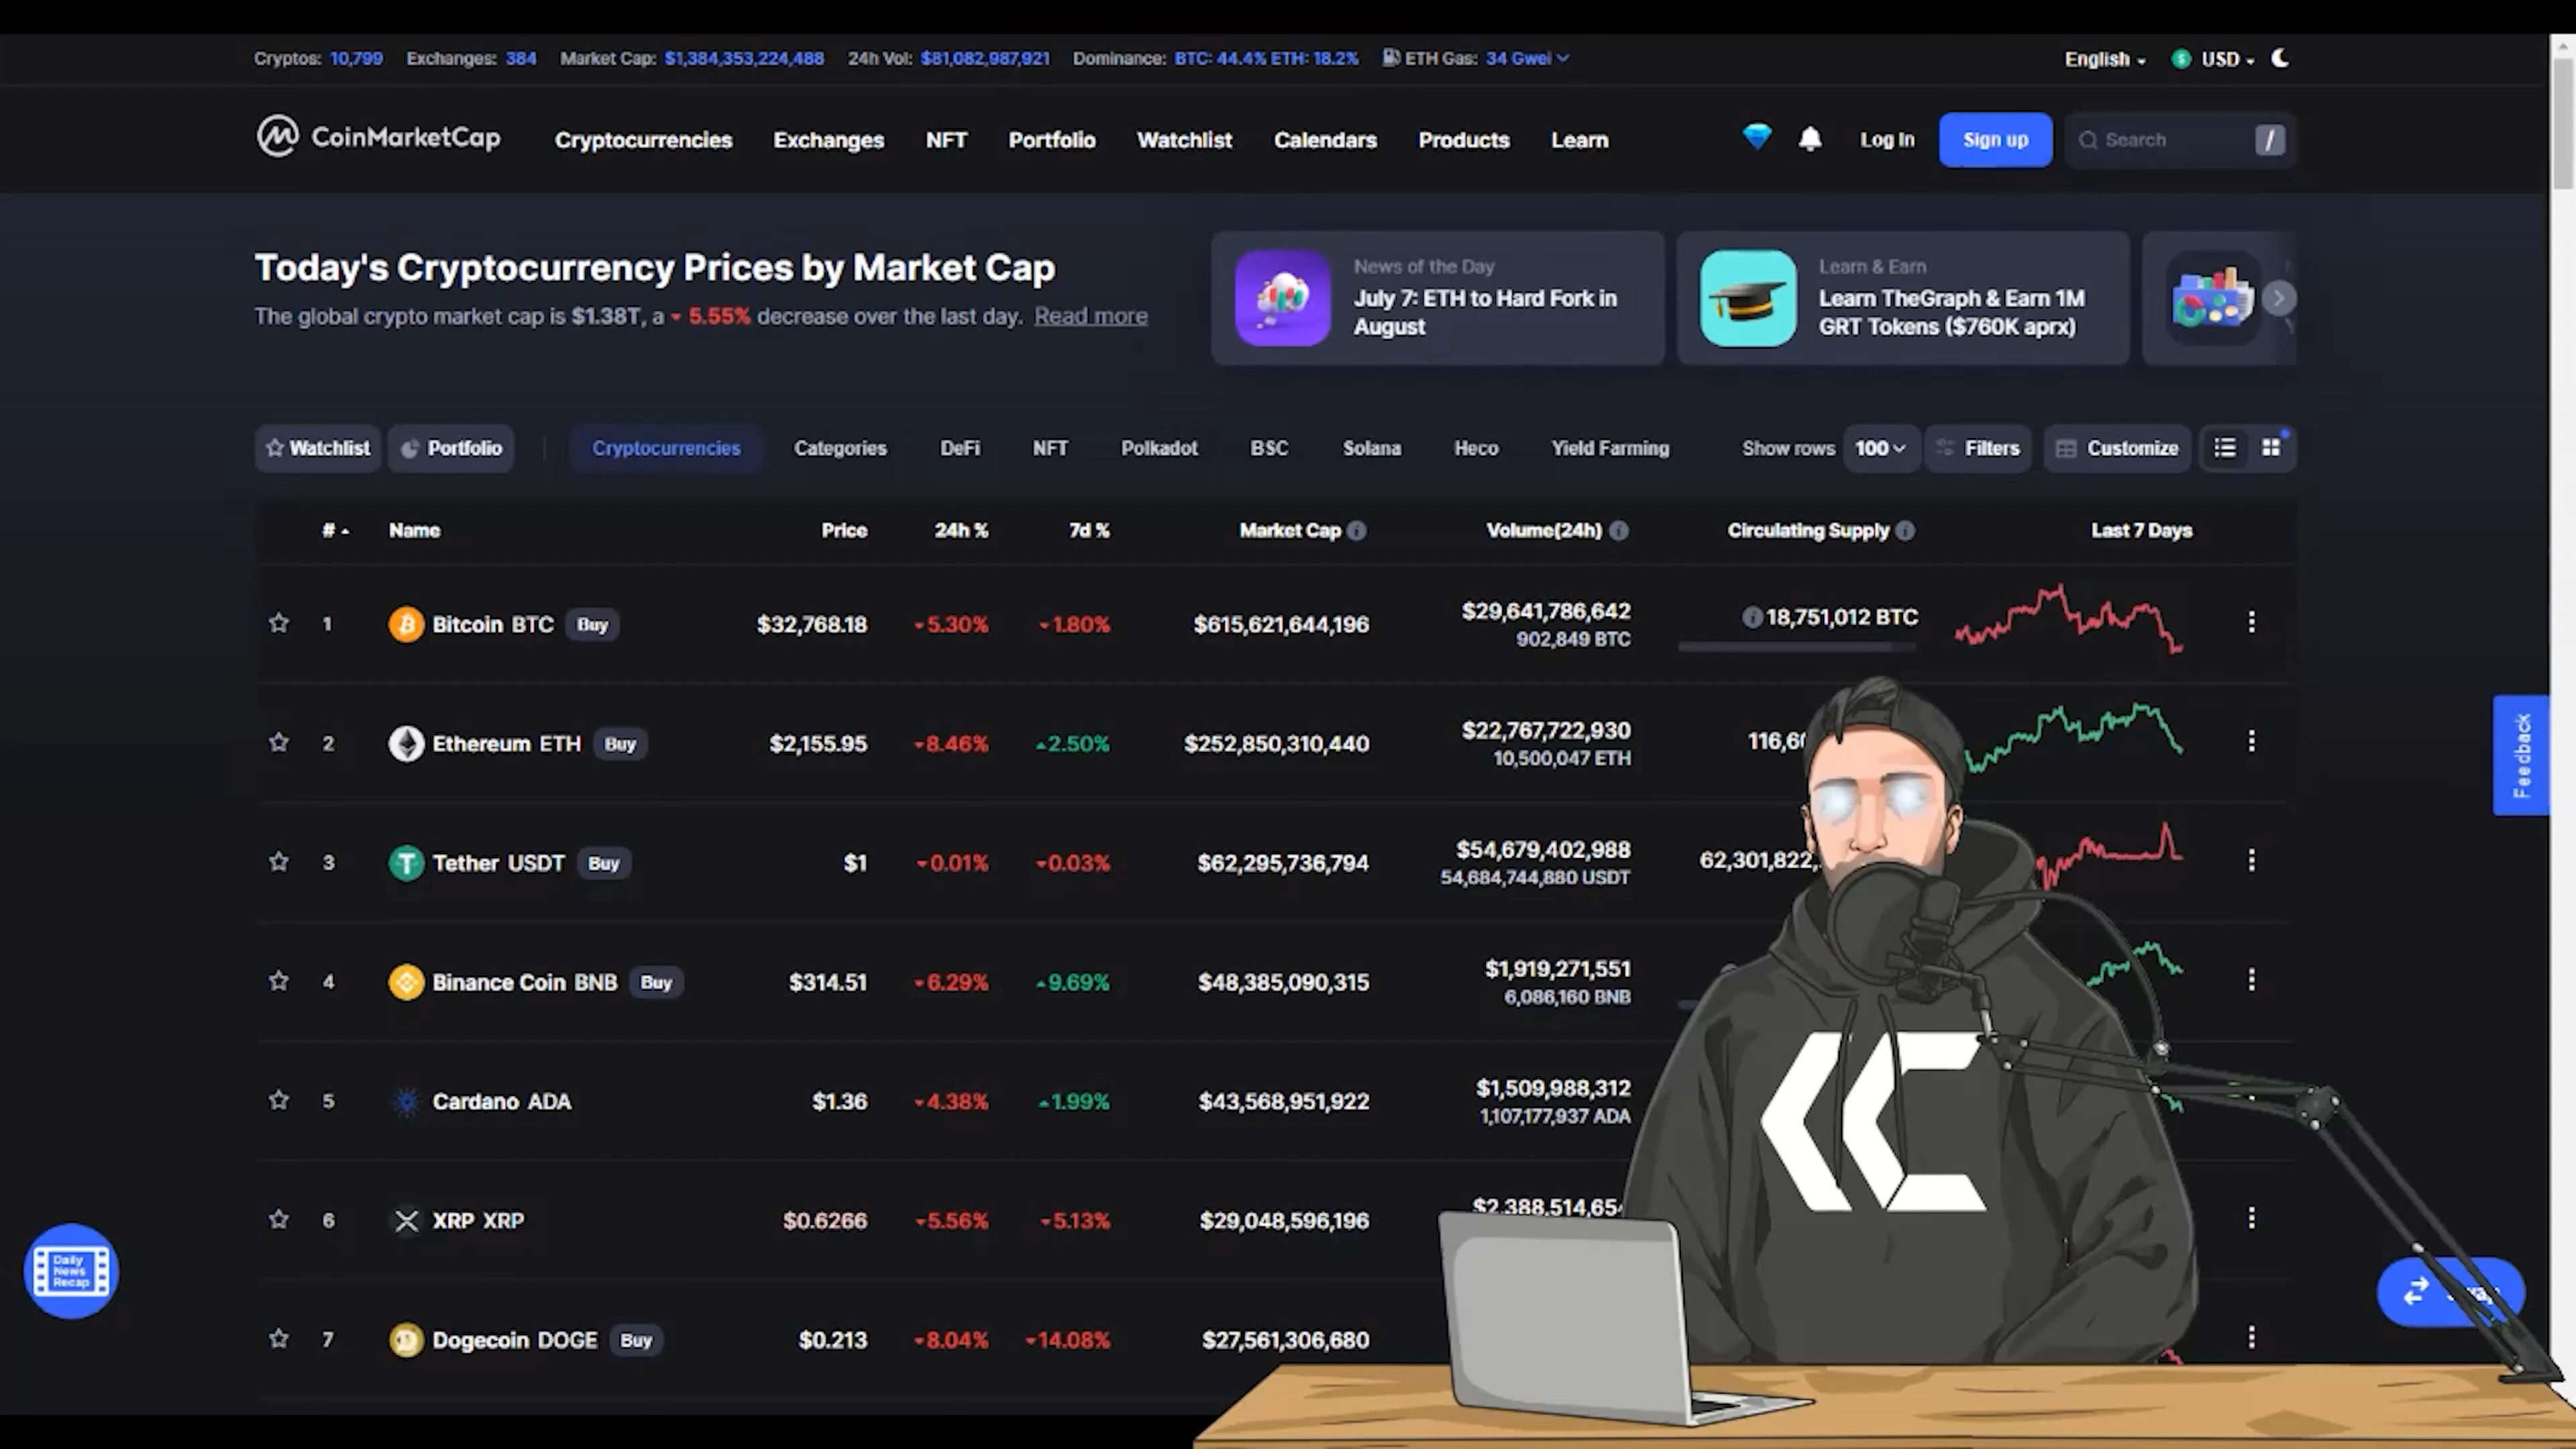 Cryptos: 10,799 Exchanges: 384 Market Cap: $1,384,353,224,488 24h Vol: $81,082,987,921 Dominance: BTC: 44.4% ETH: 18.2% ETH Gas: 34 Gwei English USD
CoinMarketCap Cryptocurrencies Exchanges NFT Portfolio Watchlist Calendars Products Learn Log In Sign up Search /
Today's Cryptocurrency Prices by Market Cap
The global crypto market cap is $1.38T, a 5.55% decrease over the last day. Read more
News of the Day
July 7: ETH to Hard Fork in
August
Learn & Earn
Learn TheGraph & Earn 1M
GRT Tokens ($760K aprx)
Watchlist Portfolio Cryptocurrencies Categories DeFi NFT Polkadot BSC Solana Heco Yield Farming Show rows 100 Filters Customize
# Name Price 24h % 7d % Market Cap Volume(24h) Circulating Supply Last 7 Days
1 Bitcoin BTC Buy $32,768.18 5.30% 1.80% $615,621,644,196 $29,641,786,642 18,751,012 BTC
902,849 BTC
2 Ethereum ETH Buy $2,155.95 8.46% 2.50% $252,850,310,440 $22,767,722,930 116,60
10,500,047 ETH
Feedback
3 Tether USDT Buy $1 0.01% 0.03% $62,295,736,794 $54,679,402,988 62,301,822,
54,684,744,880 USDT
4 Binance Coin BNB Buy $314.51 6.29% 9.69% $48,385,090,315 $1,919,271,551
6,086,160 BNB
5 Cardano ADA $1.36 4.38% 1.99% $43,568,951,922 $1,509,988,312
1,107,177,937 ADA
6 XRP XRP $0.6266 5.56% 5.13% $29,048,596,196 $2,388,514,654
Daily
News
Recap
7 Dogecoin DOGE Buy $0.213 8.04% 14.08% $27,561,306,680